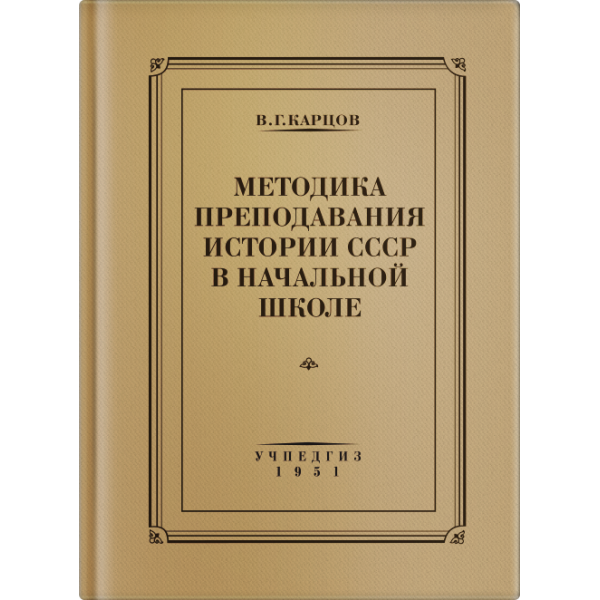 В.Г.КАРЦОВ
МЕТОДИКА
ПРЕПОДАВАНИЯ
ИСТОРИИ СССР
В НАЧАЛЬНОЙ
ШКОЛЕ
УЧПЕДГИЗ
1951